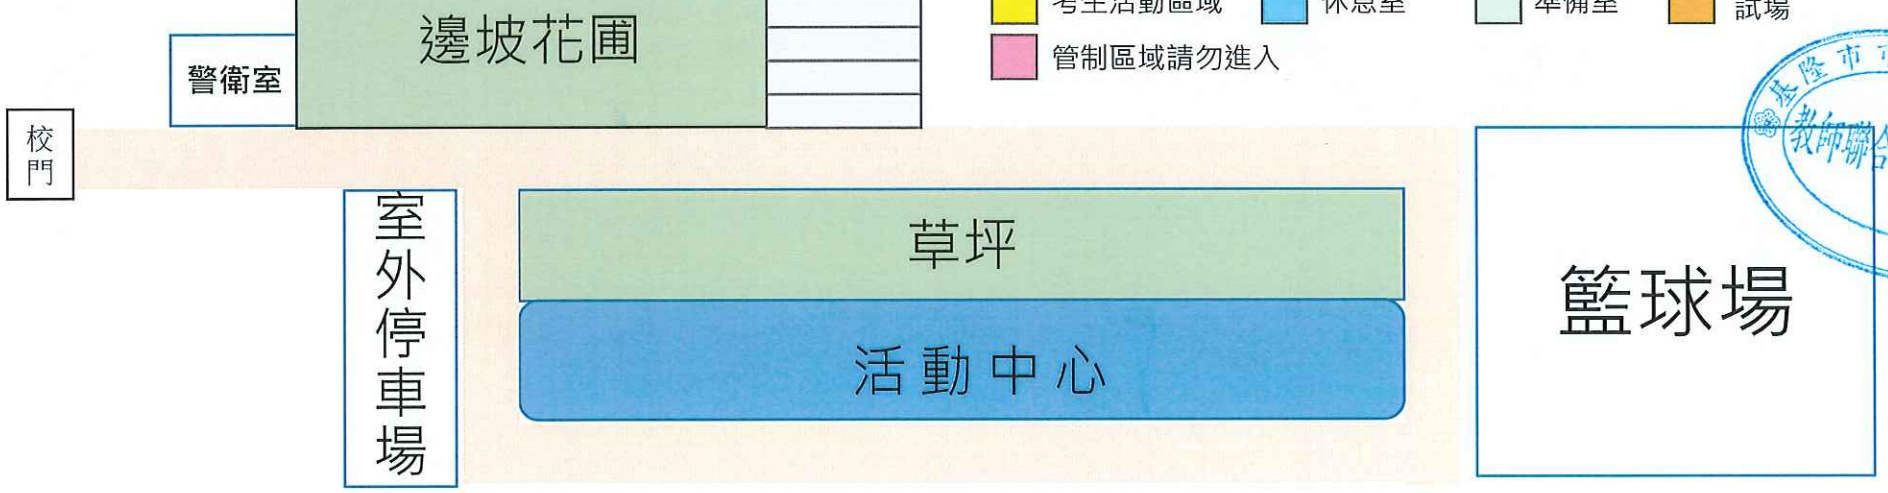 考生活動區域 休息室 準備室 試場
管制區域請勿進入
邊坡花圃
警衛室
校門
室外停車場
草坪
活動中心
籃球場
基隆市
教師聯合